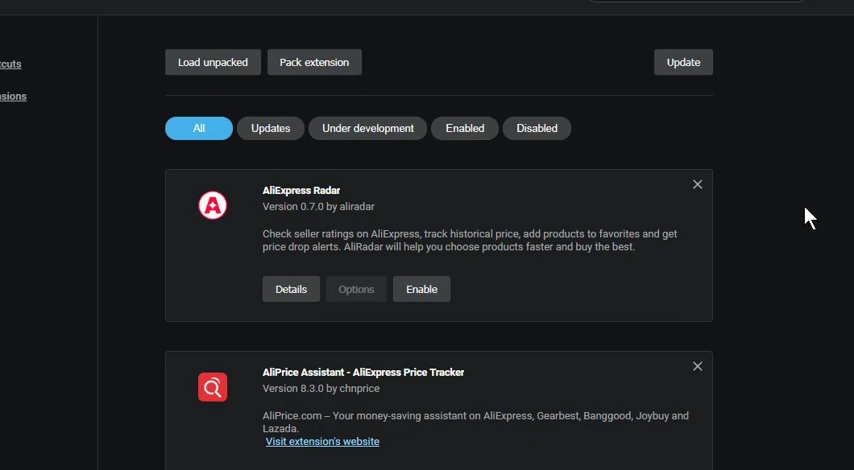 Load unpacked
Pack extension
Update
All
Updates
Under development
Enabled
Disabled
AliExpress Radar
Version 0.7.0 by aliradar
Check seller ratings on AliExpress, track historical price, add products to favorites and get
price drop alerts. AliRadar will help you choose products faster and buy the best.
Details
Options
Enable
AliPrice Assistant - AliExpress Price Tracker
Version 8.3.0 by chnprice
AliPrice.com – Your money-saving assistant on AliExpress, Gearbest, Banggood, Joybuy and
Lazada.
Visit extension's website